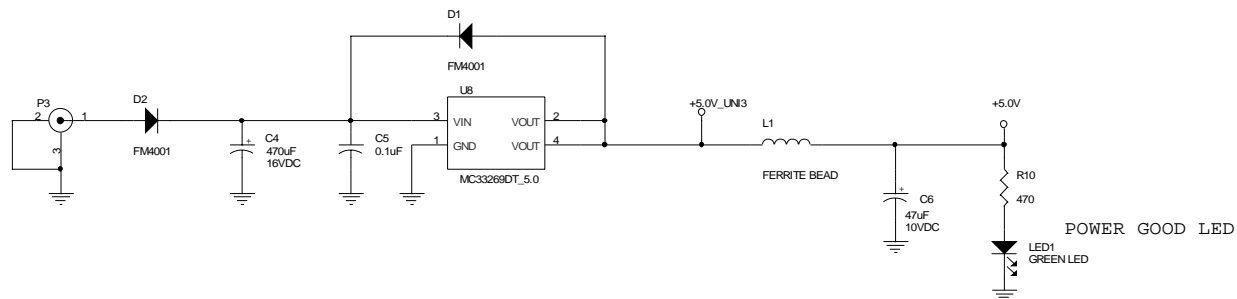 D1
FM4001
P3
2
1
3
D2
FM4001
C4
470uF
16VDC
C5
0.1uF
U8
3
VIN
VOUT
2
1
GND
VOUT
4
MC33269DT_5.0
+5.0V_UNI3
L1
FERRITE BEAD
+5.0V
C6
47uF
10VDC
R10
470
POWER GOOD LED
LED1
GREEN LED